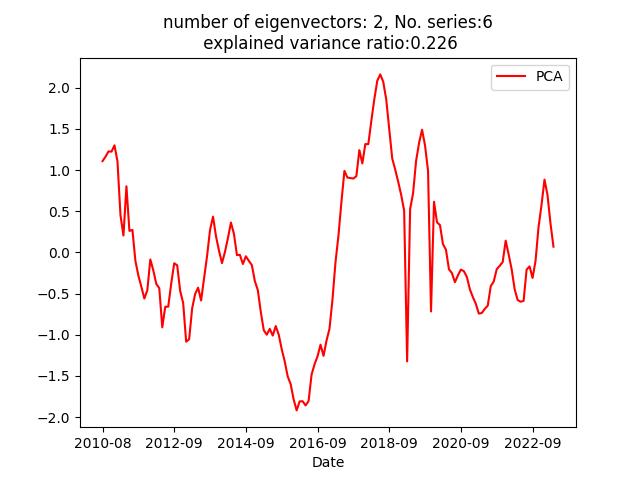 number of eigenvectors: 2, No. series:6
explained variance ratio:0.226
PCA
2.0
1.5
1.0
0.5
0.0
−0.5
−1.0
−1.5
−2.0
2010-08 2012-09 2014-09 2016-09 2018-09 2020-09 2022-09
Date